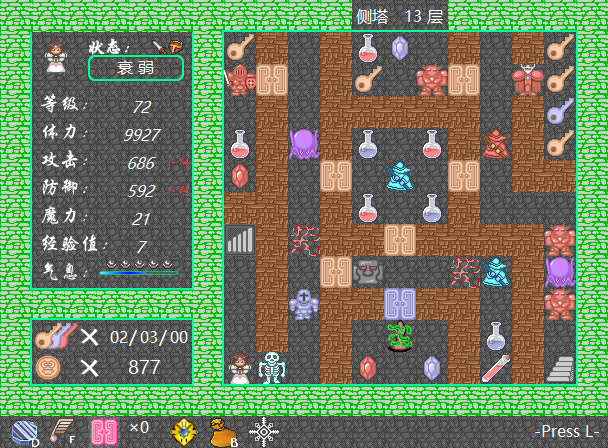 侧塔 13 层
状态：
衰弱
等级： 72
体力： 9927
攻击： 686
防御： 592
魔力： 21
经验值： 7
气息：
02/03/00
877
D F ×0 B
-Press L-